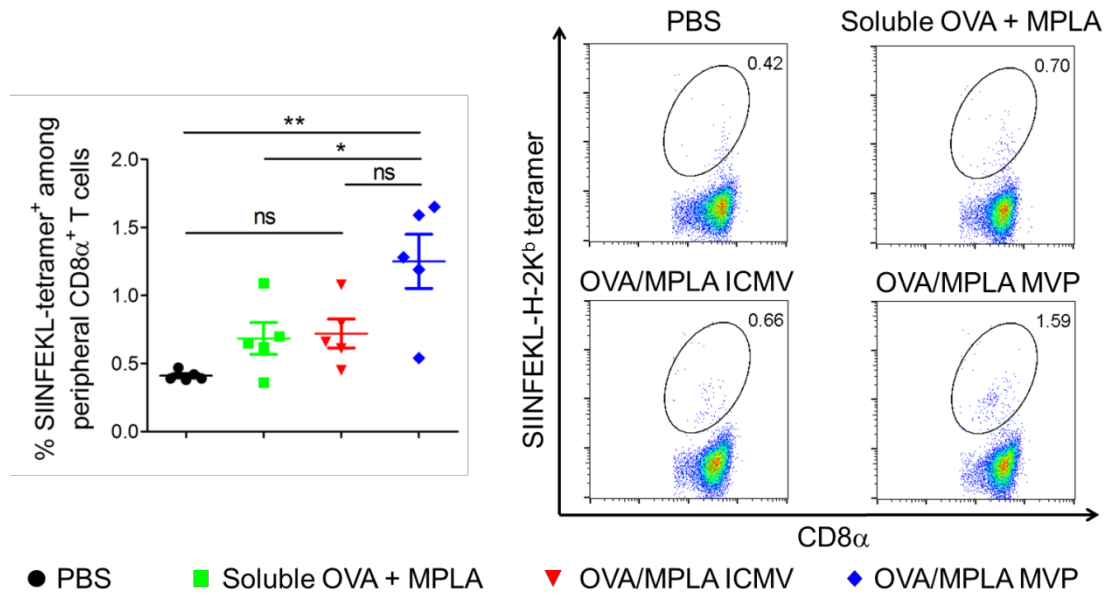 % SIINFEKL-tetramer⁺ among
peripheral CD8α⁺ T cells
2.0
1.5
1.0
0.5
0.0
**
*
ns
ns
SIINFEKL-H-2Kᵇ tetramer
PBS
0.42
Soluble OVA + MPLA
0.70
OVA/MPLA ICMV
0.66
OVA/MPLA MVP
1.59
CD8α
PBS
Soluble OVA + MPLA
OVA/MPLA ICMV
OVA/MPLA MVP